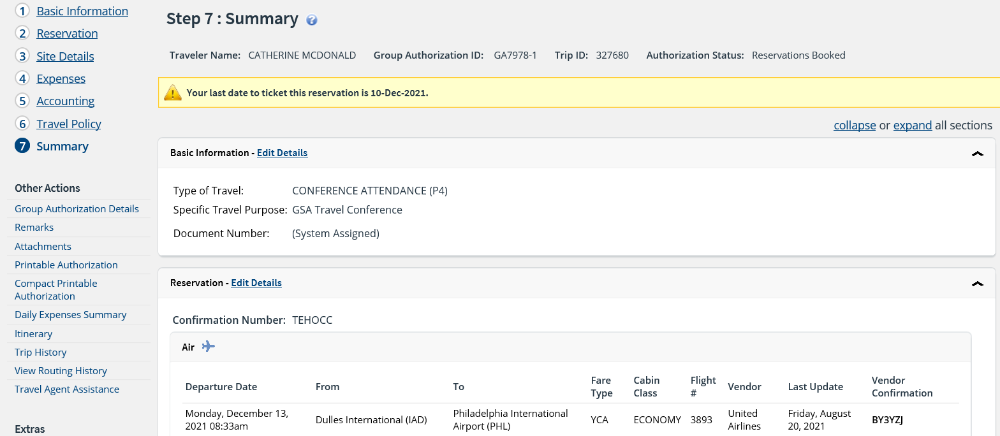 1 Basic Information
2 Reservation
3 Site Details
4 Expenses
5 Accounting
6 Travel Policy
7 Summary
Other Actions
Group Authorization Details
Remarks
Attachments
Printable Authorization
Compact Printable
Authorization
Daily Expenses Summary
Itinerary
Trip History
View Routing History
Travel Agent Assistance
Extras
Step 7 : Summary ?
Traveler Name: CATHERINE MCDONALD Group Authorization ID: GA7978-1 Trip ID: 327680 Authorization Status: Reservations Booked
Your last date to ticket this reservation is 10-Dec-2021.
collapse or expand all sections
Basic Information - Edit Details
Type of Travel: CONFERENCE ATTENDANCE (P4)
Specific Travel Purpose: GSA Travel Conference
Document Number: (System Assigned)
Reservation - Edit Details
Confirmation Number: TEHOCC
Air
Departure Date From To Fare Type Cabin Class Flight # Vendor Last Update Vendor Confirmation
Monday, December 13, 2021 08:33am Dulles International (IAD) Philadelphia International Airport (PHL) YCA ECONOMY 3893 United Airlines Friday, August 20, 2021 BY3YZJ